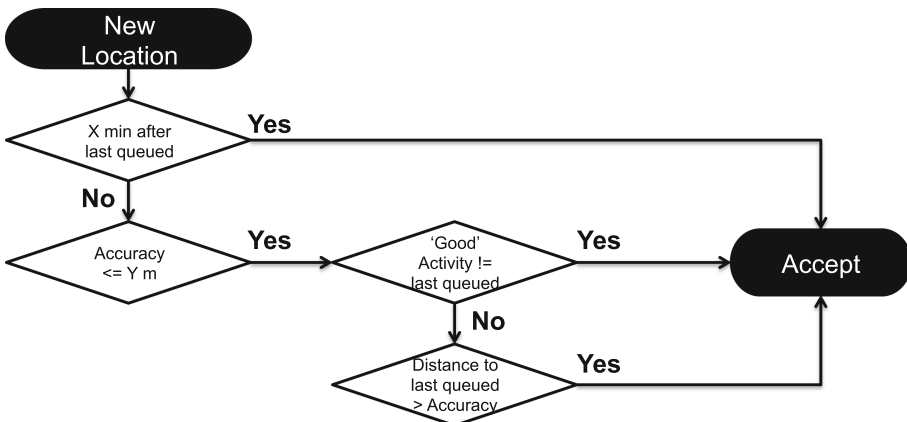 New
Location
X min after
last queued
Yes
No
Accuracy
<= Y m
Yes
‘Good’
Activity !=
last queued
Yes
Accept
No
Distance to
last queued
> Accuracy
Yes